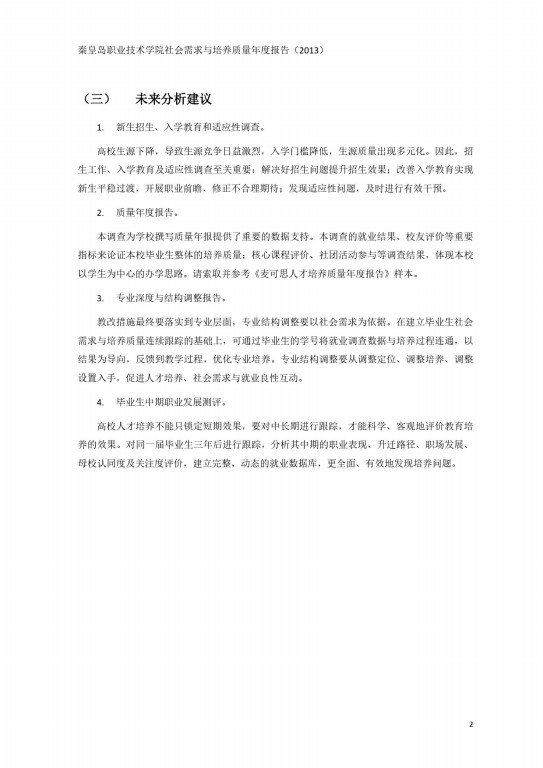 秦皇岛职业技术学院社会需求与培养质量年度报告（2013）
（三） 未来分析建议
1. 新生招生、入学教育和适应性调查。
高校生源下降，导致生源竞争日益激烈，入学门槛降低，生源质量出现多元化。因此，招
生工作、入学教育及适应性调查至关重要：解决好招生问题提升招生效果；改善入学教育实现
新生平稳过渡，开展职业前瞻，修正不合理期待；发现适应性问题，及时进行有效干预。
2. 质量年度报告。
本调查为学校撰写质量年报提供了重要的数据支持。本调查的就业结果、校友评价等重要
指标来论证本校毕业生整体的培养质量；核心课程评价、社团活动参与等调查结果，体现本校
以学生为中心的办学思路。请索取并参考《麦可思人才培养质量年度报告》样本。
3. 专业深度与结构调整报告。
教改措施最终要落实到专业层面，专业结构调整要以社会需求为依据。在建立毕业生社会
需求与培养质量连续跟踪的基础上，可通过毕业生的学号将就业调查数据与培养过程连通，以
结果为导向，反馈到教学过程，优化专业培养。专业结构调整要从调整定位、调整培养、调整
设置入手，促进人才培养、社会需求与就业良性互动。
4. 毕业生中期职业发展测评。
高校人才培养不能只锁定短期效果，要对中长期进行跟踪，才能科学、客观地评价教育培
养的效果。对同一届毕业生三年后进行跟踪，分析其中期的职业表现、升迁路径、职场发展、
母校认同度及关注度评价，建立完整、动态的就业数据库，更全面、有效地发现培养问题。
2